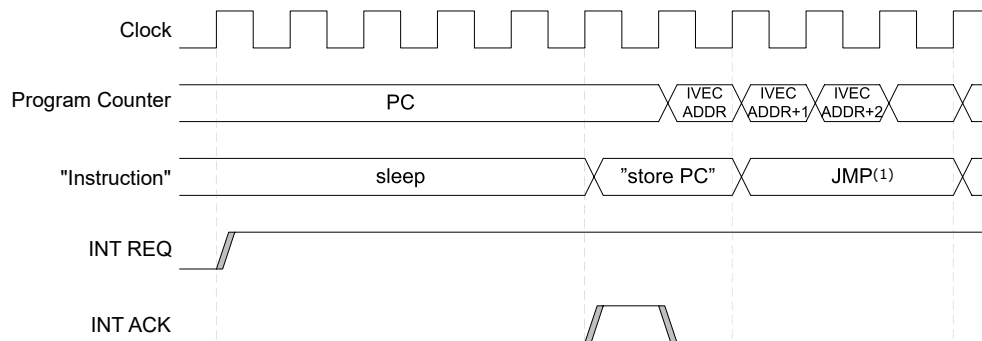 Clock
Program Counter
PC
IVEC
ADDR
IVEC
ADDR+1
IVEC
ADDR+2
"Instruction"
sleep
"store PC"
JMP(1)
INT REQ
INT ACK